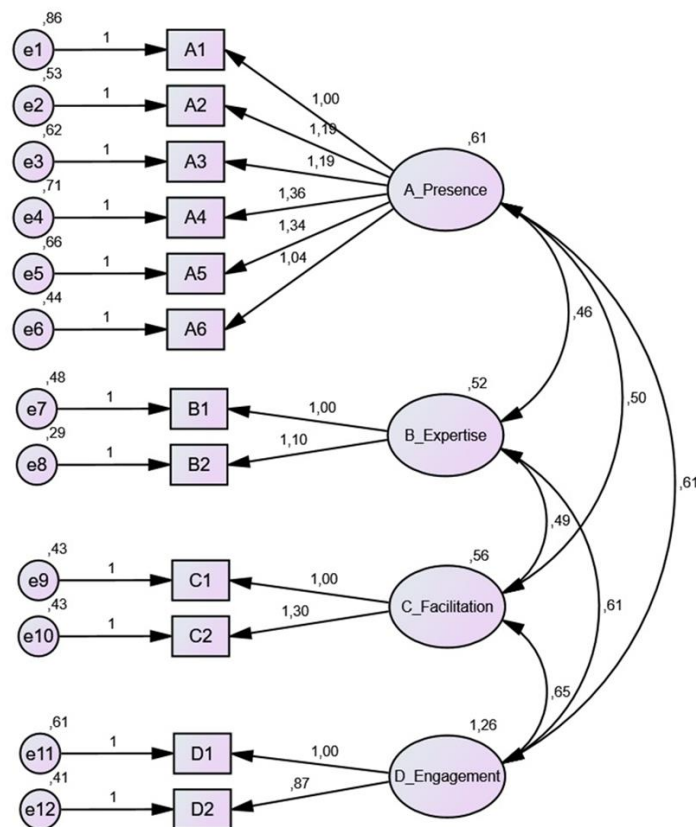 ,86
e1 1 A1
,53
e2 1 A2
,62
e3 1 A3
,71
e4 1 A4
,66
e5 1 A5
,44
e6 1 A6
1,00
1,19
1,19
1,36
1,34
1,04
,61
A_Presence
,46
,50
,61
,48
e7 1 B1
,29
e8 1 B2
1,00
1,10
,52
B_Expertise
,49
,61
,43
e9 1 C1
,43
e10 1 C2
1,00
1,30
,56
C_Facilitation
,65
,61
e11 1 D1
,41
e12 1 D2
1,00
,87
1,26
D_Engagement